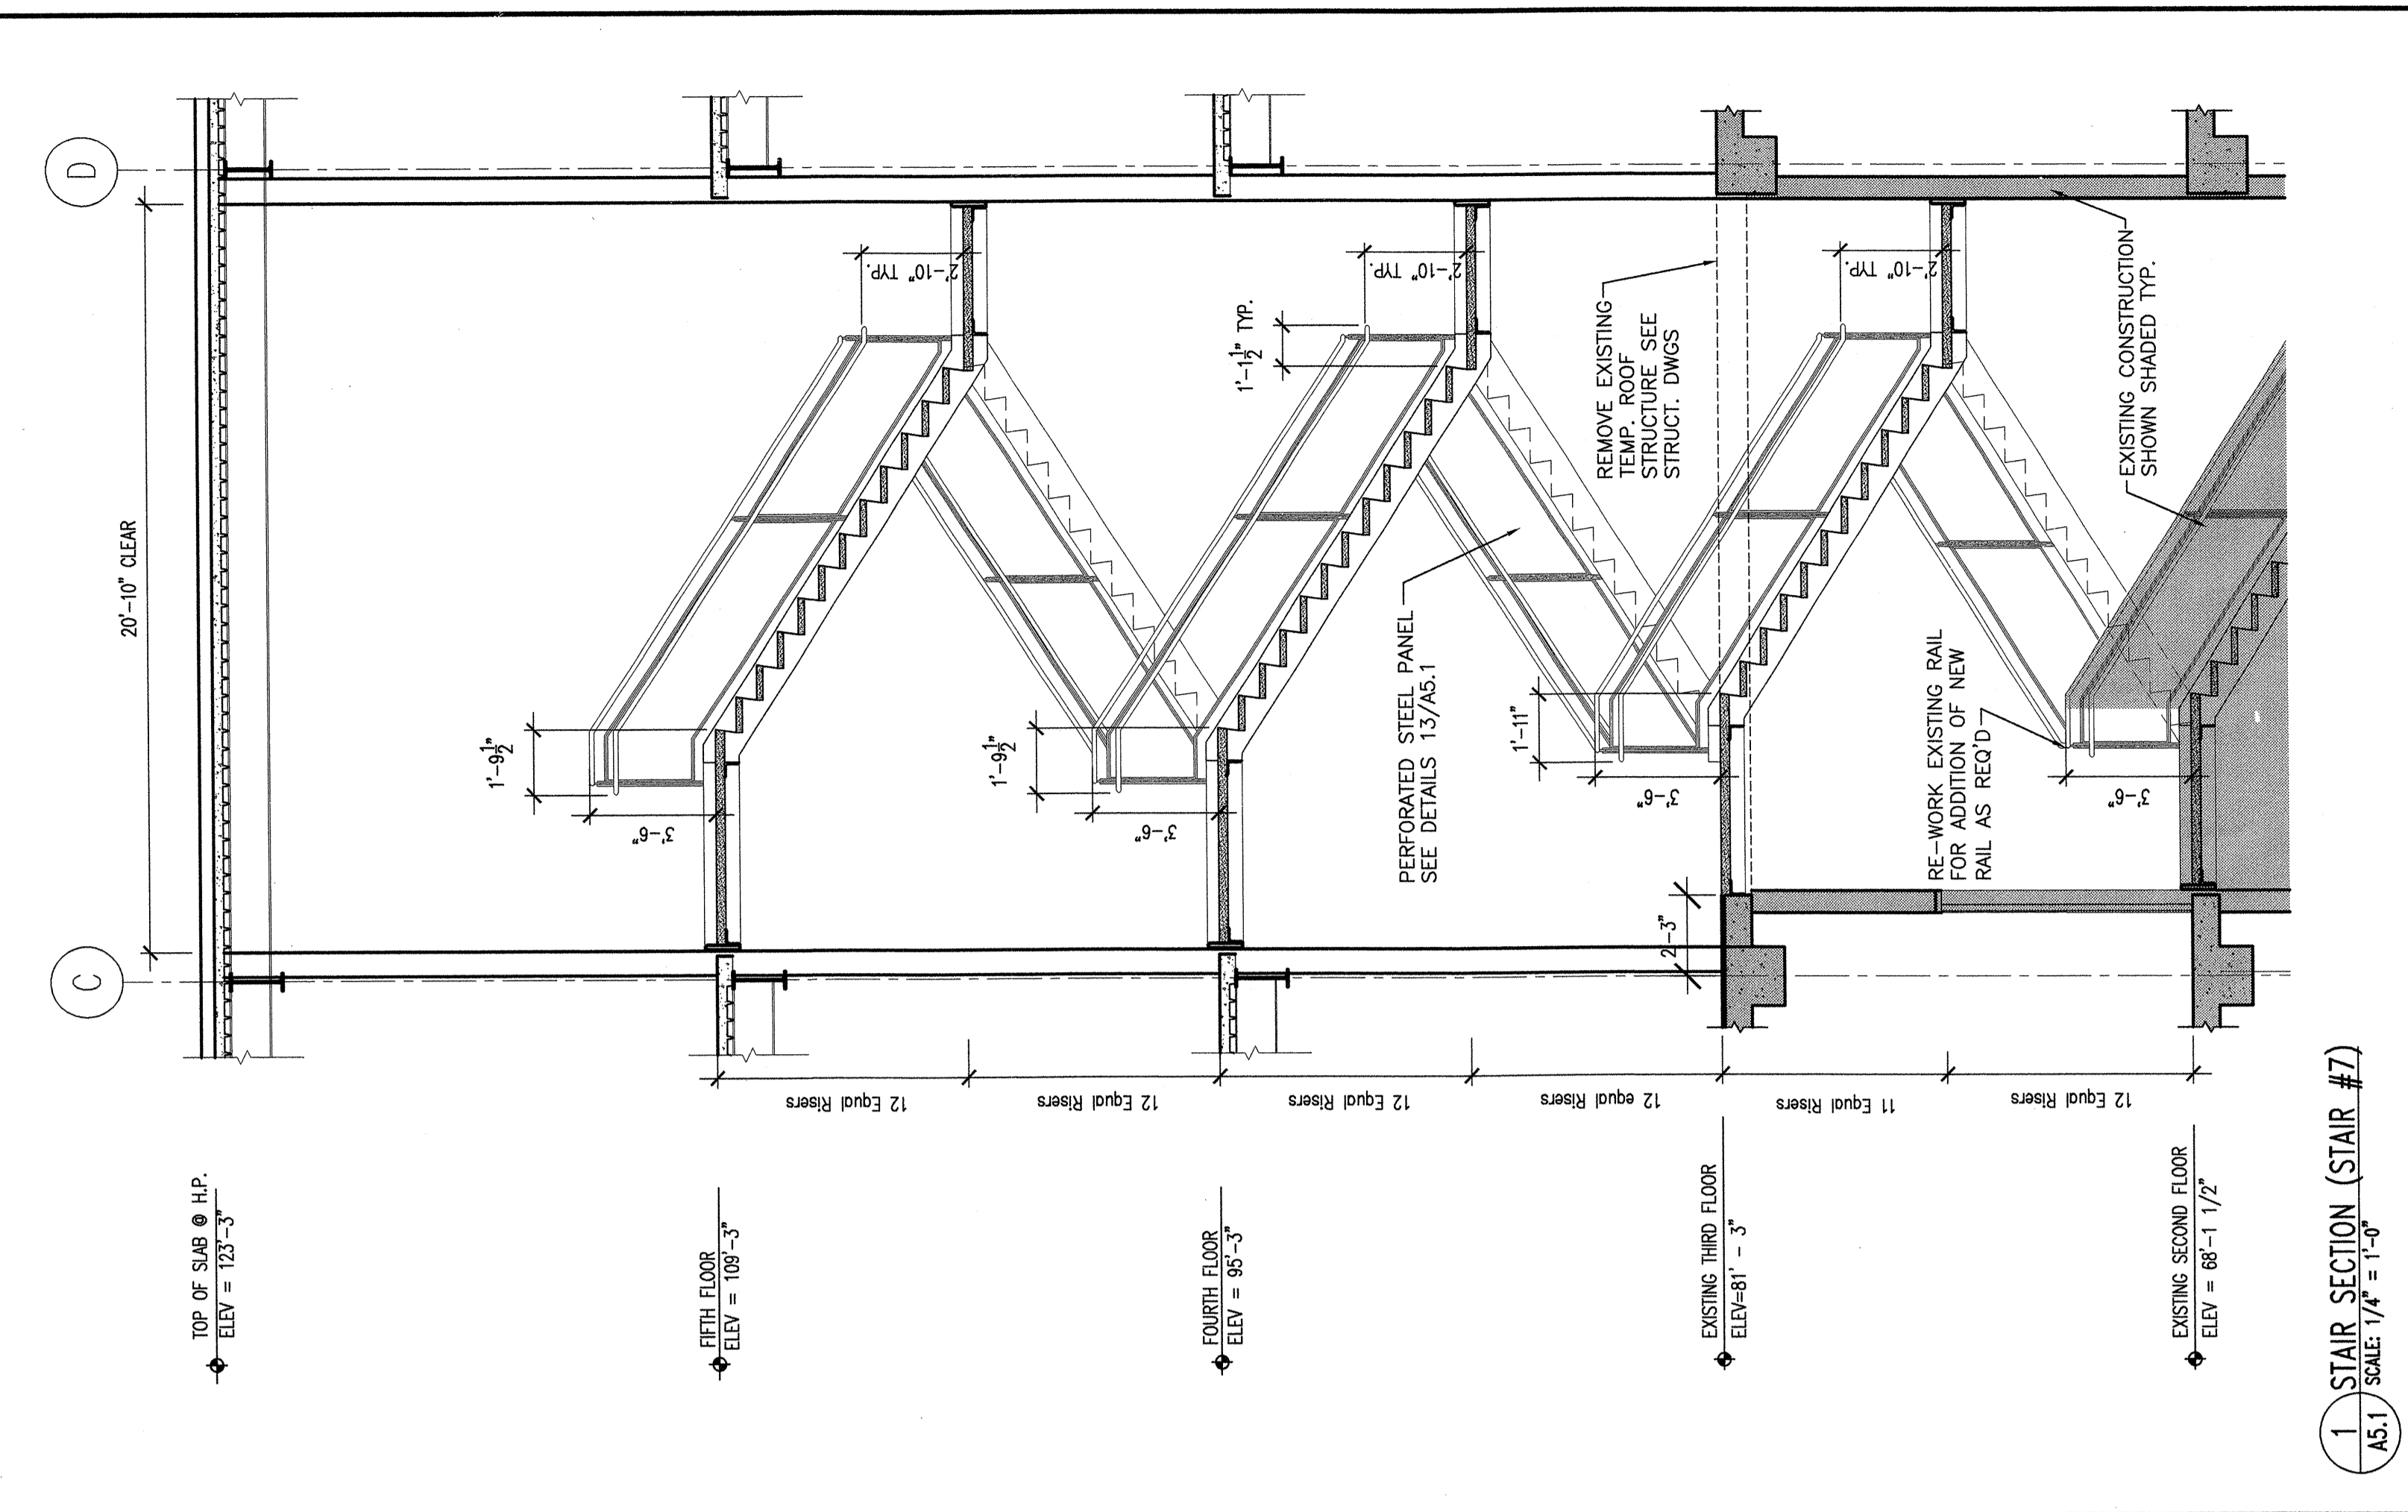 D
C
20'-10" CLEAR
1'-9 1/2"
3'-6"
2'-10" TYP.
1'-9 1/2"
3'-6"
1'-1 1/2" TYP.
2'-10" TYP.
PERFORATED STEEL PANEL
SEE DETAILS 13/A5.1
REMOVE EXISTING
TEMP. ROOF
STRUCTURE SEE
STRUCT. DWGS
1'-11"
3'-6"
2'-10" TYP.
2'-3"
RE-WORK EXISTING RAIL
FOR ADDITION OF NEW
RAIL AS REQ'D
3'-6"
EXISTING CONSTRUCTION
SHOWN SHADED TYP.
12 Equal Risers
12 Equal Risers
12 Equal Risers
12 equal Risers
11 Equal Risers
12 Equal Risers
TOP OF SLAB @ H.P.
ELEV = 123'-3"
FIFTH FLOOR
ELEV = 109'-3"
FOURTH FLOOR
ELEV = 95'-3"
EXISTING THIRD FLOOR
ELEV=81' - 3"
EXISTING SECOND FLOOR
ELEV = 68'-1 1/2"
1
A5.1
STAIR SECTION (STAIR #7)
SCALE: 1/4" = 1'-0"